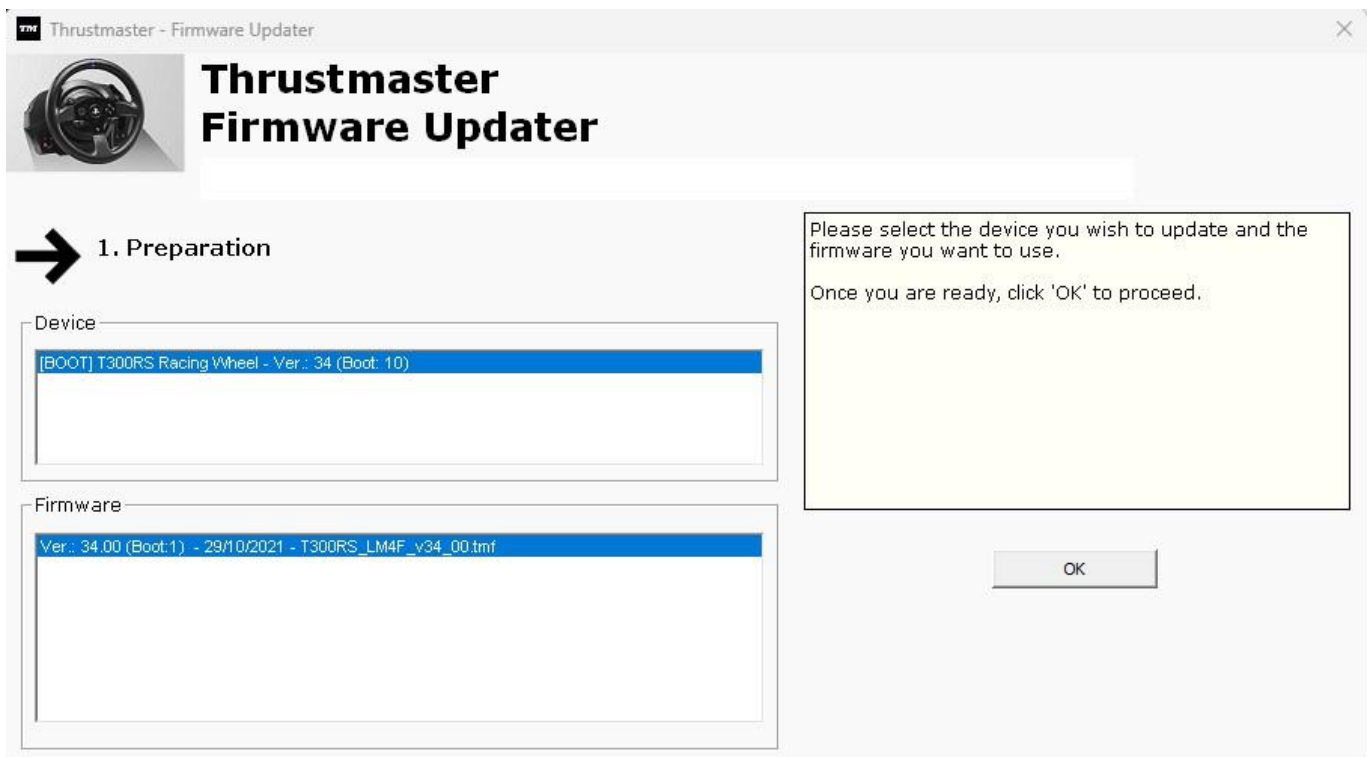 TM Thrustmaster - Firmware Updater
Thrustmaster
Firmware Updater
1. Preparation
Please select the device you wish to update and the
firmware you want to use.
Once you are ready, click 'OK' to proceed.
Device
[BOOT] T300RS Racing Wheel - Ver.: 34 (Boot: 10)
Firmware
Ver.: 34.00 (Boot:1) - 29/10/2021 - T300RS_LM4F_v34_00.tmf
OK